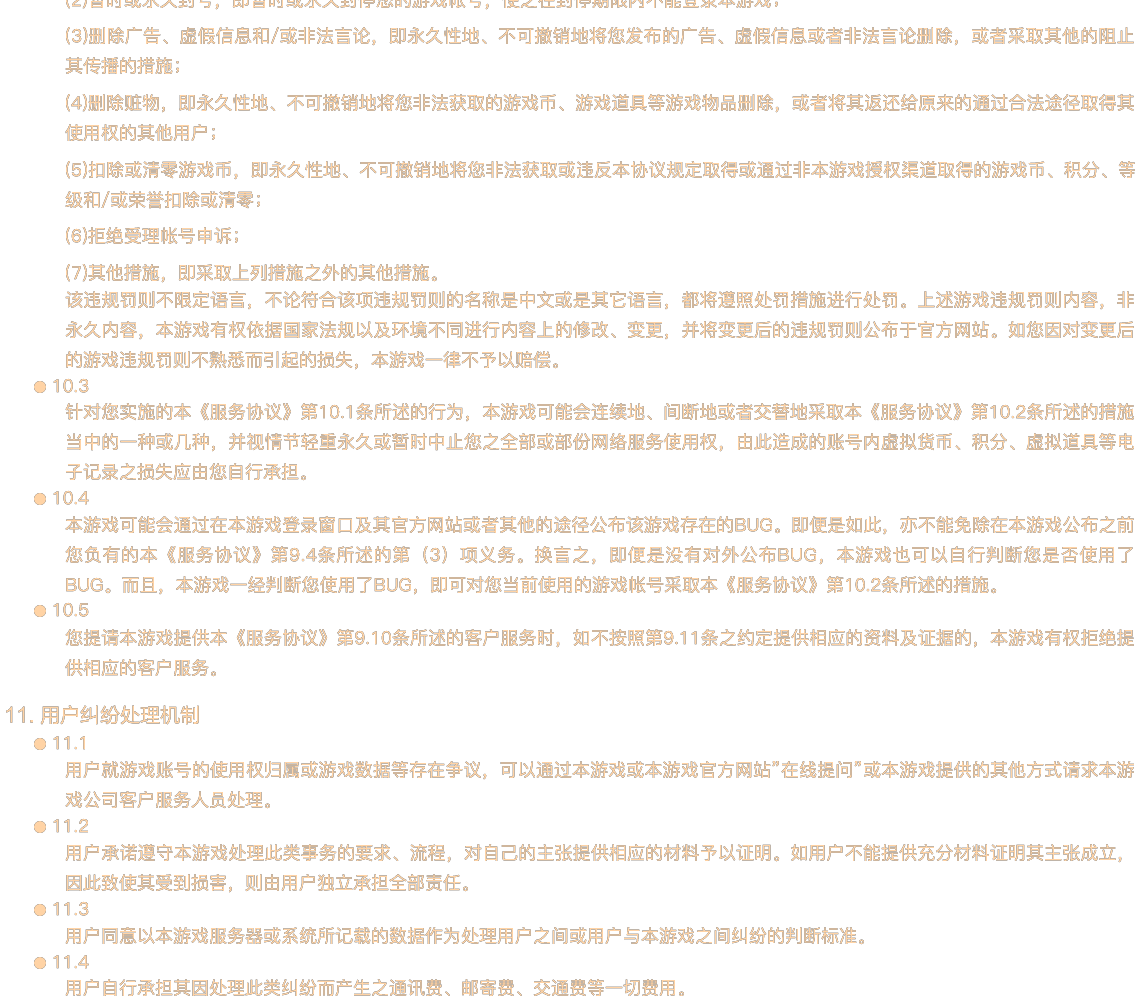 (2)暂时或永久封号，即暂时或永久封停您的游戏帐号，使之在封停期限内不能登录本游戏；
(3)删除广告、虚假信息和/或非法言论，即永久性地、不可撤销地将您发布的广告、虚假信息或者非法言论删除，或者采取其他的阻止
其传播的措施；
(4)删除赃物，即永久性地、不可撤销地将您非法获取的游戏币、游戏道具等游戏物品删除，或者将其返还给原来的通过合法途径取得其
使用权的其他用户；
(5)扣除或清零游戏币，即永久性地、不可撤销地将您非法获取或违反本协议规定取得或通过非本游戏授权渠道取得的游戏币、积分、等
级和/或荣誉扣除或清零；
(6)拒绝受理帐号申诉；
(7)其他措施，即采取上列措施之外的其他措施。
该违规罚则不限定语言，不论符合该项违规罚则的名称是中文或是其它语言，都将遵照处罚措施进行处罚。上述游戏违规罚则内容，非
永久内容，本游戏有权依据国家法规以及环境不同进行内容上的修改、变更，并将变更后的违规罚则公布于官方网站。如您因对变更后
的游戏违规罚则不熟悉而引起的损失，本游戏一律不予以赔偿。
10.3
针对您实施的本《服务协议》第10.1条所述的行为，本游戏可能会连续地、间断地或者交替地采取本《服务协议》第10.2条所述的措施
当中的一种或几种，并视情节轻重永久或暂时中止您之全部或部份网络服务使用权，由此造成的账号内虚拟货币、积分、虚拟道具等电
子记录之损失应由您自行承担。
10.4
本游戏可能会通过在本游戏登录窗口及其官方网站或者其他的途径公布该游戏存在的BUG。即便是如此，亦不能免除在本游戏公布之前
您负有的本《服务协议》第9.4条所述的第（3）项义务。换言之，即便是没有对外公布BUG，本游戏也可以自行判断您是否使用了
BUG。而且，本游戏一经判断您使用了BUG，即可对您当前使用的游戏帐号采取本《服务协议》第10.2条所述的措施。
10.5
您提请本游戏提供本《服务协议》第9.10条所述的客户服务时，如不按照第9.11条之约定提供相应的资料及证据的，本游戏有权拒绝提
供相应的客户服务。
11. 用户纠纷处理机制
11.1
用户就游戏账号的使用权归属或游戏数据等存在争议，可以通过本游戏或本游戏官方网站”在线提问”或本游戏提供的其他方式请求本游
戏公司客户服务人员处理。
11.2
用户承诺遵守本游戏处理此类事务的要求、流程，对自己的主张提供相应的材料予以证明。如用户不能提供充分材料证明其主张成立，
因此致使其受到损害，则由用户独立承担全部责任。
11.3
用户同意以本游戏服务器或系统所记载的数据作为处理用户之间或用户与本游戏之间纠纷的判断标准。
11.4
用户自行承担其因处理此类纠纷而产生之通讯费、邮寄费、交通费等一切费用。